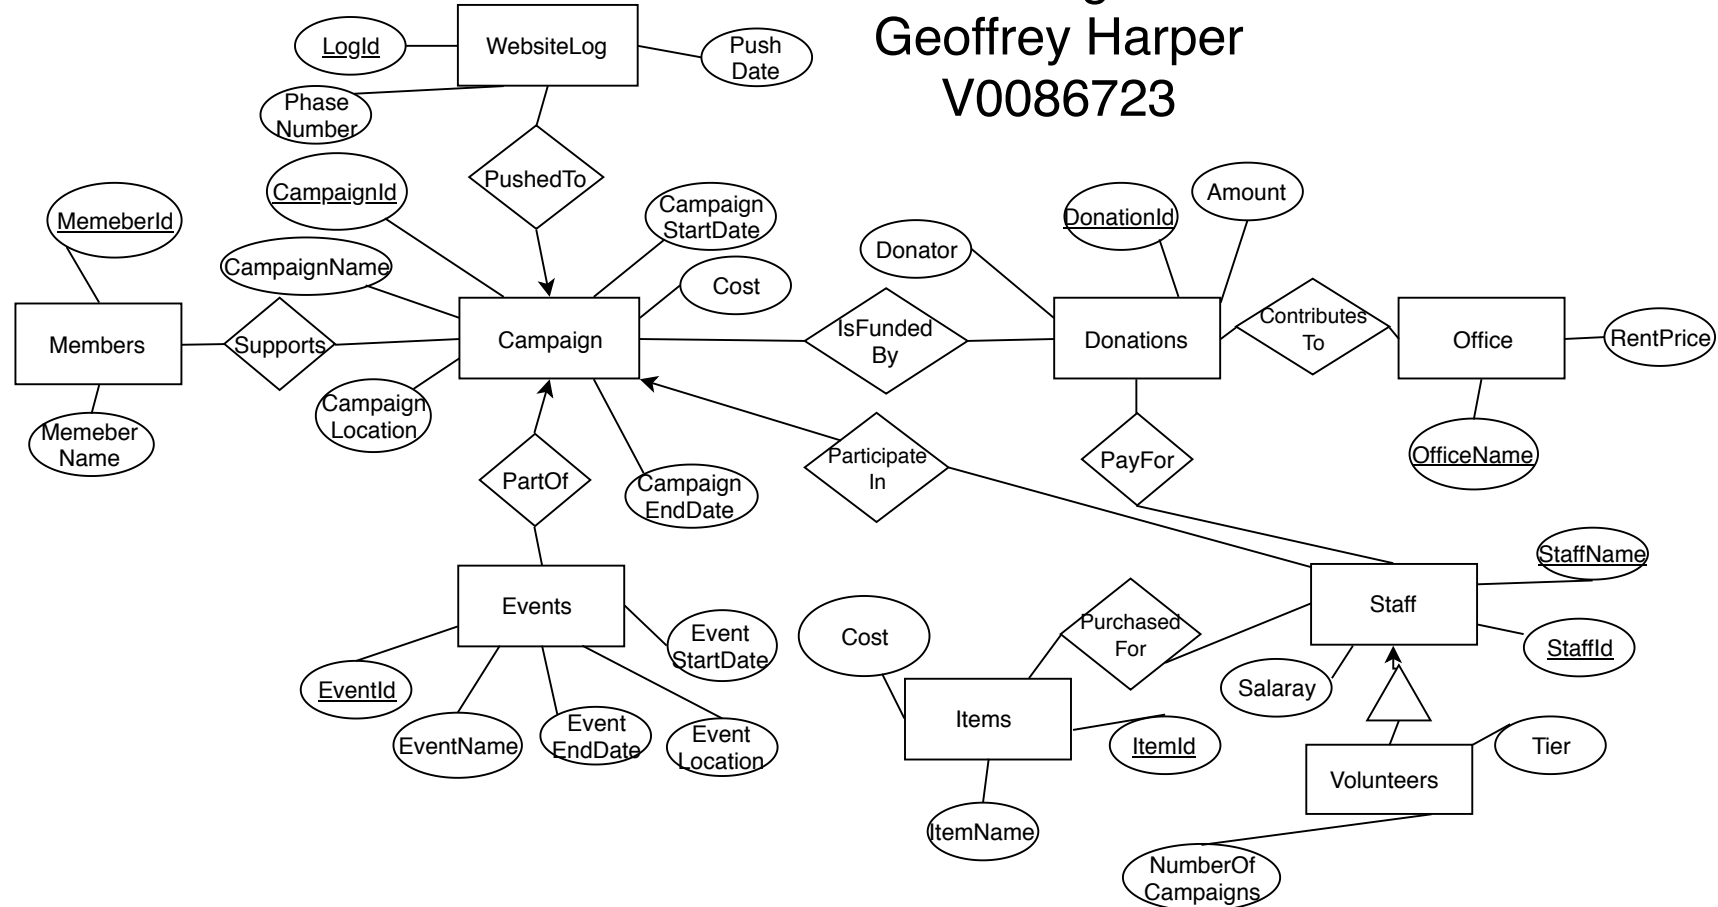 Geoffrey Harper
V0086723
LogId
WebsiteLog
Push
Date
Phase
Number
PushedTo
CampaignId
Campaign
StartDate
MemeberId
CampaignName
Cost
Members
Supports
Campaign
Campaign
Location
Memeber
Name
PartOf
Campaign
EndDate
Donator
DonationId
Amount
IsFunded
By
Donations
Contributes
To
Office
RentPrice
OfficeName
Participate
In
PayFor
Events
Event
StartDate
EventId
EventName
Event
EndDate
Event
Location
Cost
Purchased
For
Items
ItemId
ItemName
Staff
StaffName
StaffId
Salaray
Volunteers
Tier
NumberOf
Campaigns